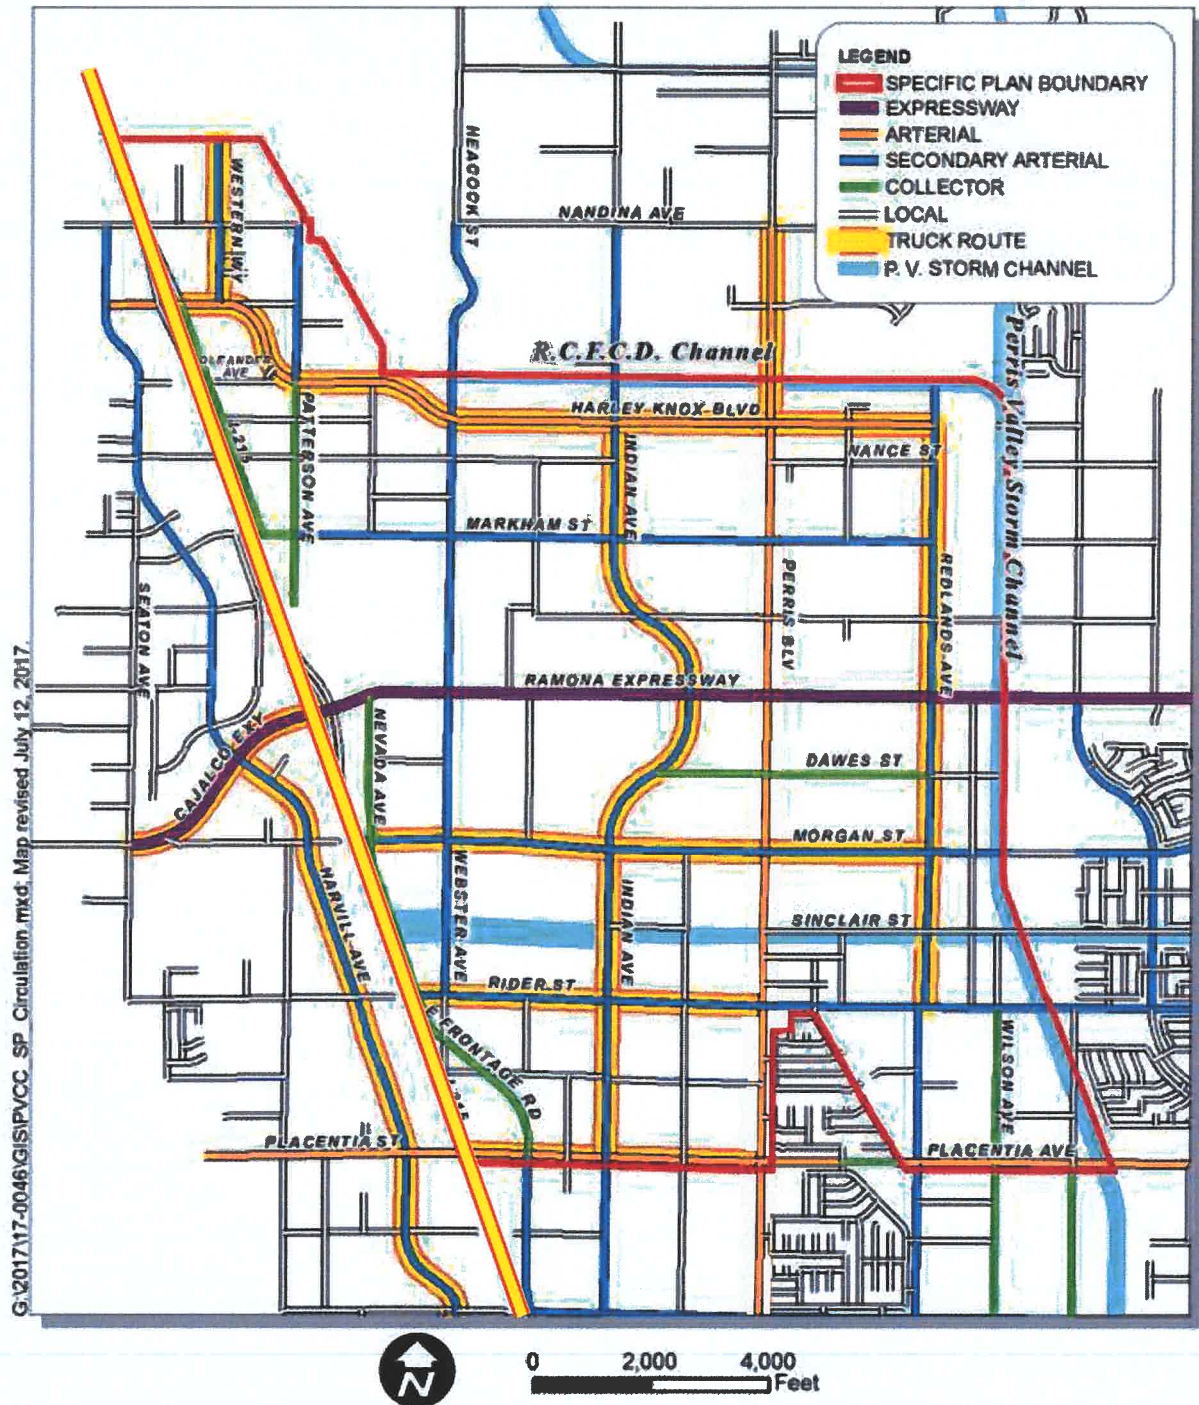 LEGEND
SPECIFIC PLAN BOUNDARY
EXPRESSWAY
ARTERIAL
SECONDARY ARTERIAL
COLLECTOR
LOCAL
TRUCK ROUTE
P. V. STORM CHANNEL
HEACOCK ST
WESTERN WY
NANDINA AVE
R.C.F.C.D. Channel
Perris Valley Storm Channel
OLEANDER
AVE
HARLEY KNOX BLVD
PATTERSON AVE
I-215
INDIAN AVE
NANCE ST
MARKHAM ST
PERRIS BLV
REDLANDS AVE
SEATON AVE
RAMONA EXPRESSWAY
CAJALCO EXY
NEVADA AVE
DAWES ST
MORGAN ST
HARVILL AVE
WEBSTER AVE
INDIAN AVE
SINCLAIR ST
RIDER ST
E FRONTAGE RD
WILSON AVE
PLACENTIA ST
PLACENTIA AVE
G:\2017\17-0046\GIS\PVCC_SP_Circulation.mxd; Map revised July 12, 2017.
N
0 2,000 4,000
Feet